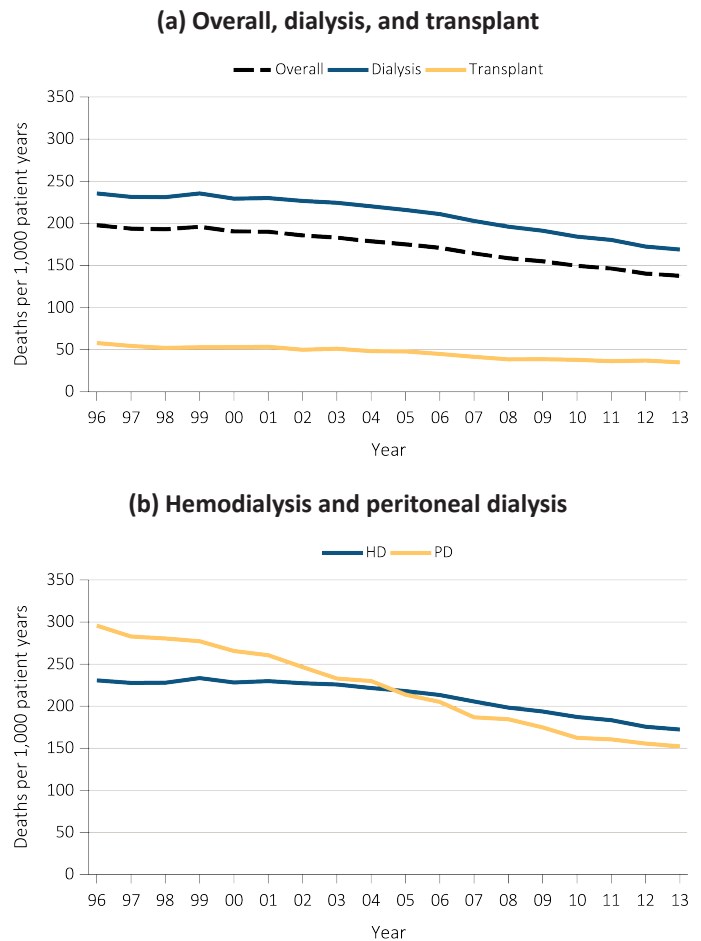 (a) Overall, dialysis, and transplant
Overall Dialysis Transplant
Deaths per 1,000 patient years
350
300
250
200
150
100
50
0
96 97 98 99 00 01 02 03 04 05 06 07 08 09 10 11 12 13
Year
(b) Hemodialysis and peritoneal dialysis
HD PD
Deaths per 1,000 patient years
350
300
250
200
150
100
50
0
96 97 98 99 00 01 02 03 04 05 06 07 08 09 10 11 12 13
Year